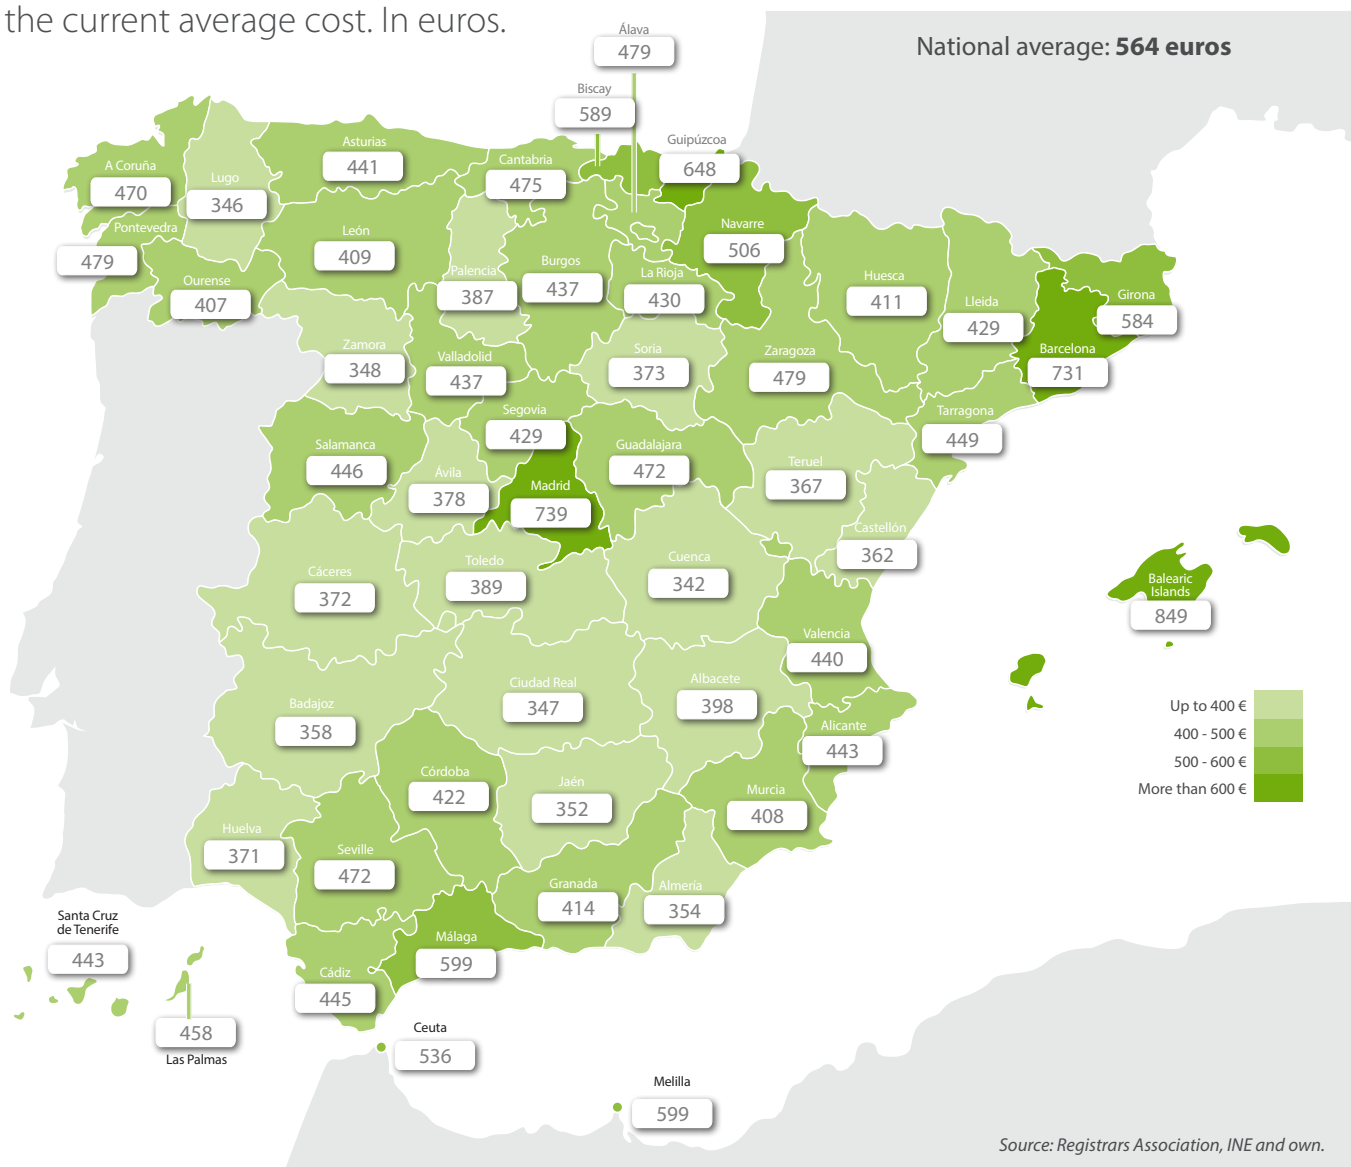 the current average cost. In euros.
National average: 564 euros
Álava
479
Biscay
589
Guipúzcoa
648
A Coruña
470
Lugo
346
Asturias
441
Cantabria
475
Navarre
506
Pontevedra
479
Ourense
407
León
409
Palencia
387
Burgos
437
La Rioja
430
Huesca
411
Lleida
429
Girona
584
Barcelona
731
Zamora
348
Valladolid
437
Soria
373
Zaragoza
479
Tarragona
449
Segovia
429
Salamanca
446
Ávila
378
Madrid
739
Guadalajara
472
Teruel
367
Castellón
362
Cáceres
372
Toledo
389
Cuenca
342
Balearic
Islands
849
Valencia
440
Badajoz
358
Ciudad Real
347
Albacete
398
Alicante
443
Up to 400 €
400 - 500 €
500 - 600 €
More than 600 €
Córdoba
422
Jaén
352
Murcia
408
Huelva
371
Seville
472
Granada
414
Almería
354
Santa Cruz
de Tenerife
443
Málaga
599
Cádiz
445
458
Las Palmas
Ceuta
536
Melilla
599
Source: Registrars Association, INE and own.